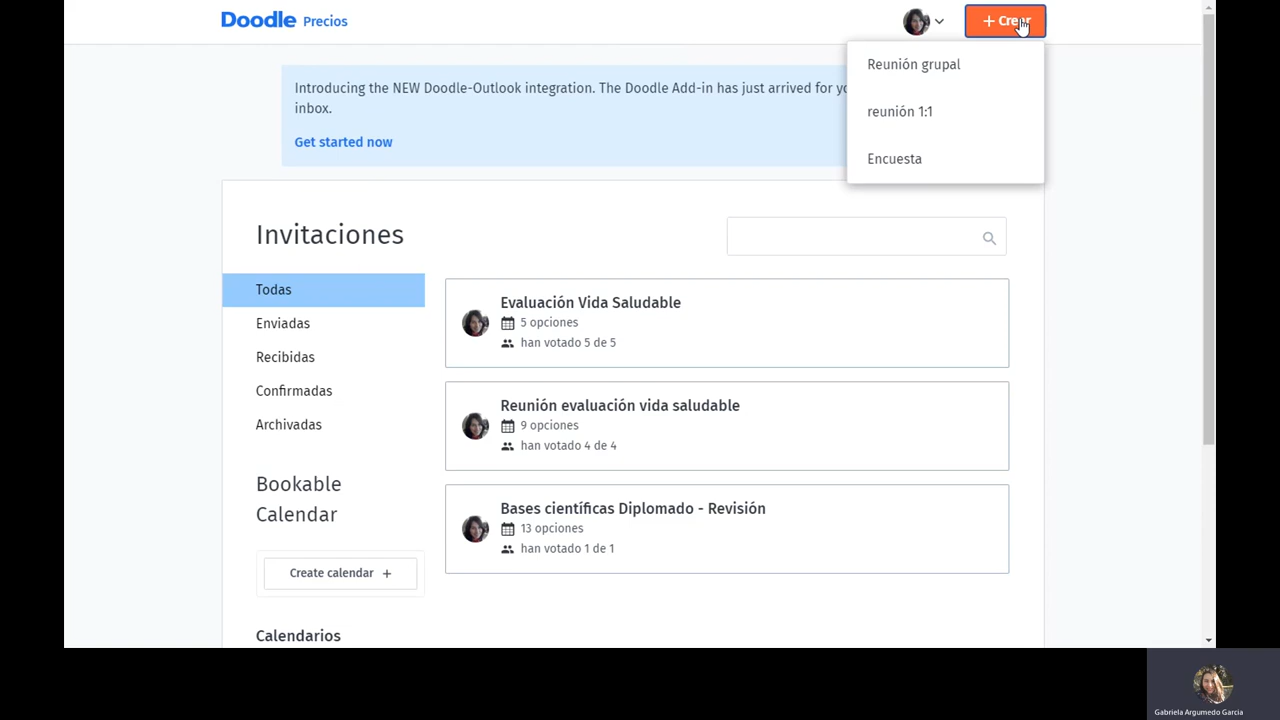 Doodle Precios
+ Crear
Reunión grupal
reunión 1:1
Encuesta
Introducing the NEW Doodle-Outlook integration. The Doodle Add-in has just arrived for yo
inbox.
Get started now
Invitaciones
Todas
Enviadas
Recibidas
Confirmadas
Archivadas
Evaluación Vida Saludable
5 opciones
han votado 5 de 5
Reunión evaluación vida saludable
9 opciones
han votado 4 de 4
Bases científicas Diplomado - Revisión
13 opciones
han votado 1 de 1
Bookable
Calendar
Create calendar +
Calendarios
Gabriela Argumedo Garcia